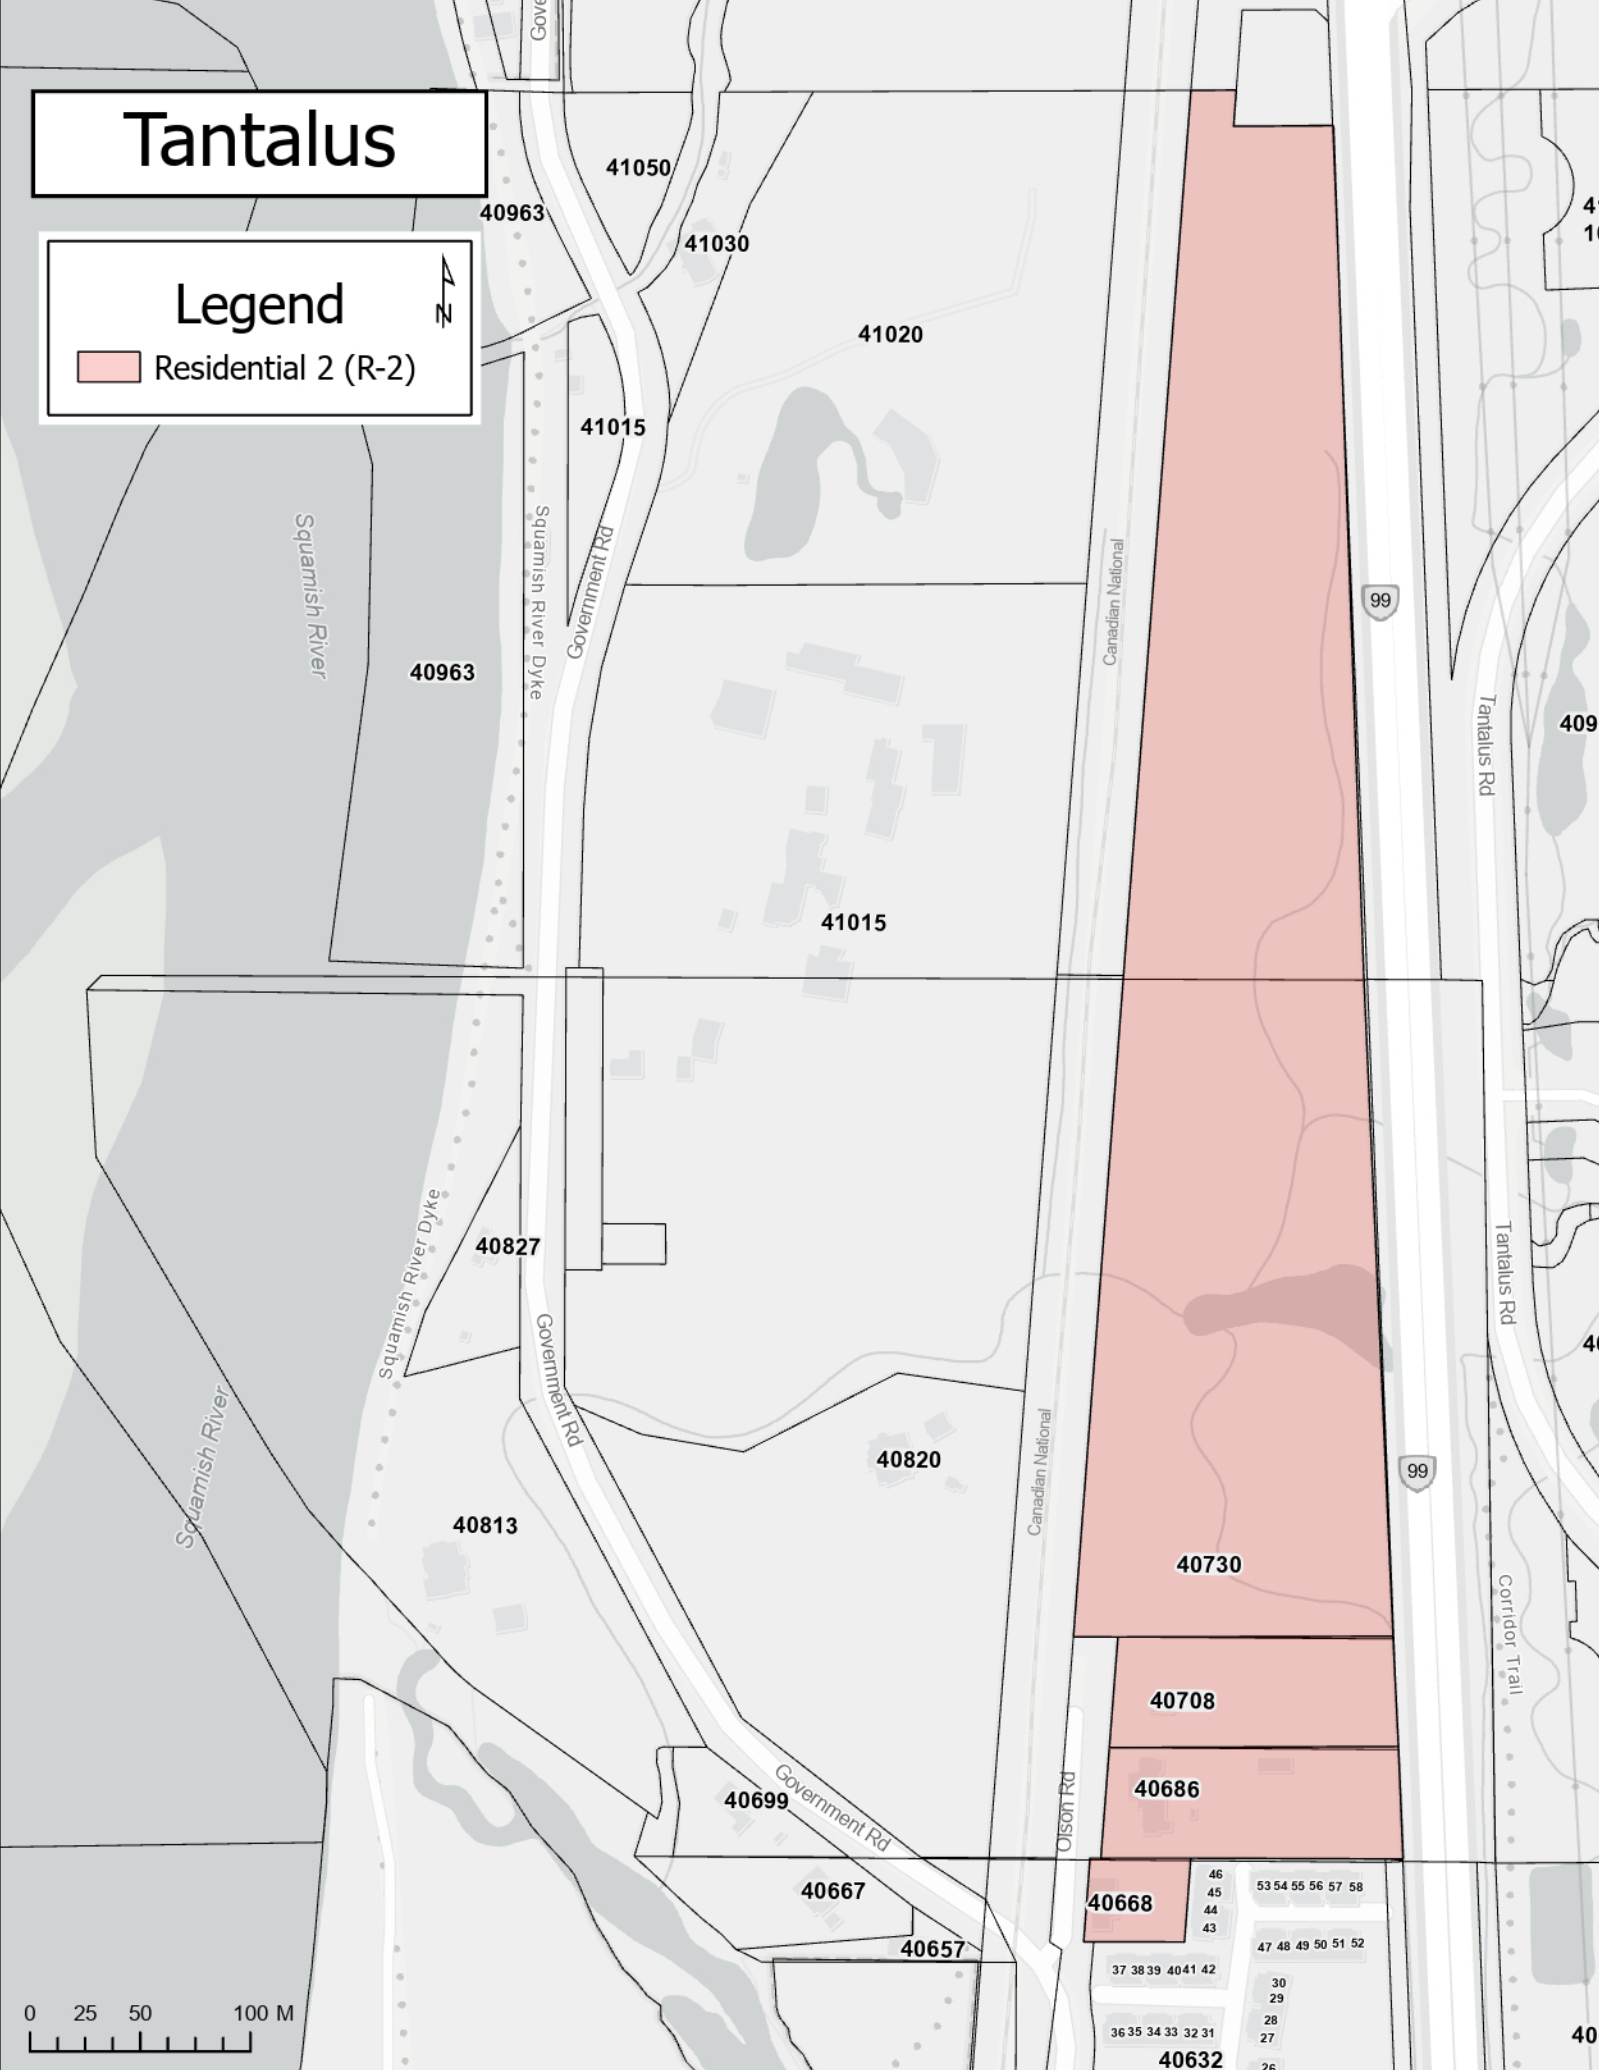 Gove
Tantalus
41050
40963
41030
Legend
N
Residential 2 (R-2)
41020
41015
Squamish River
Squamish River Dyke
Government Rd
Canadian National
99
40963
Tantalus Rd
409
41015
40827
Squamish River Dyke
Government Rd
Tantalus Rd
Squamish River
Canadian National
40820
99
40813
40730
Corridor Trail
40708
40686
Olson Rd
40699
Government Rd
40667
40668
46
45
44
43
53 54 55 56 57 58
40657
47 48 49 50 51 52
37 38 39 40 41 42
30
29
28
27
36 35 34 33 32 31
40632
26
40
0 25 50 100 M